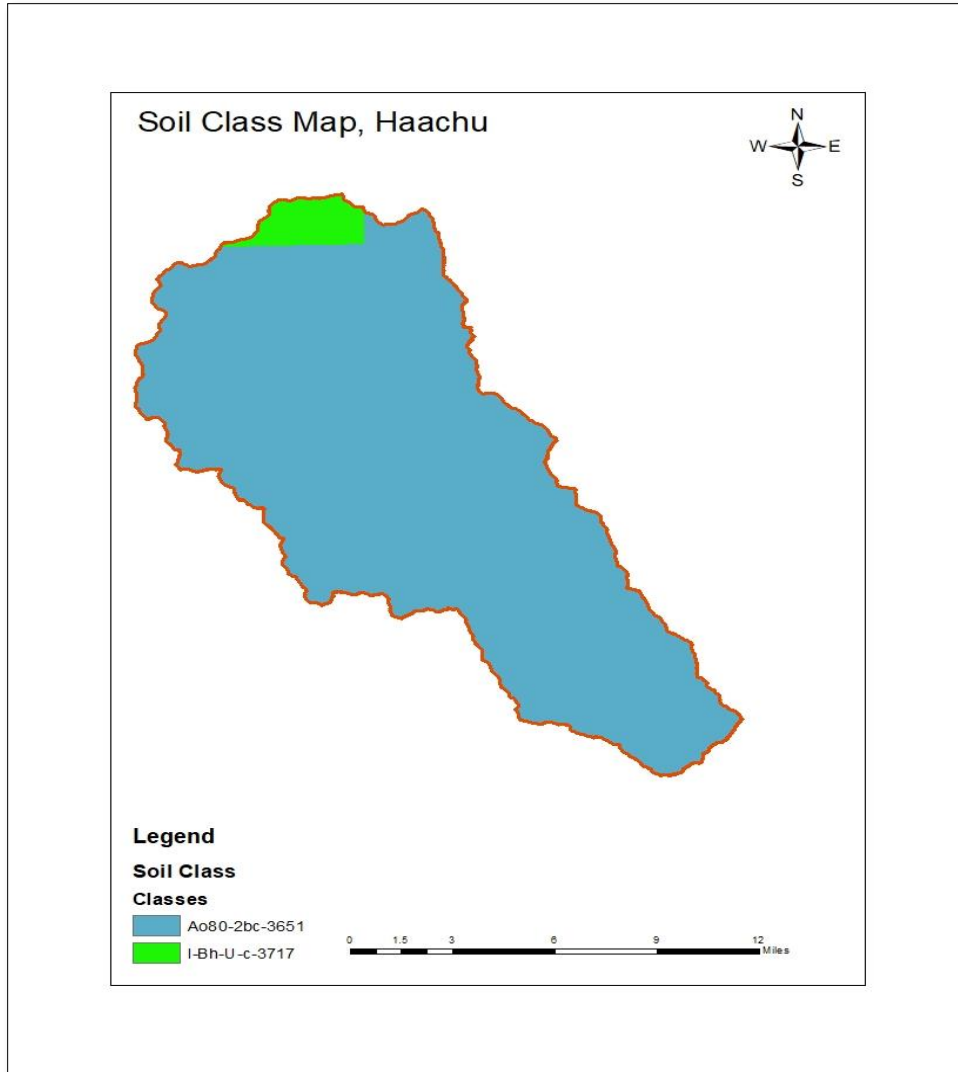 Soil Class Map, Haachu
N
W E
S
Legend
Soil Class
Classes
Ao80-2bc-3651
I-Bh-U-c-3717
0 1.5 3 6 9 12
Miles